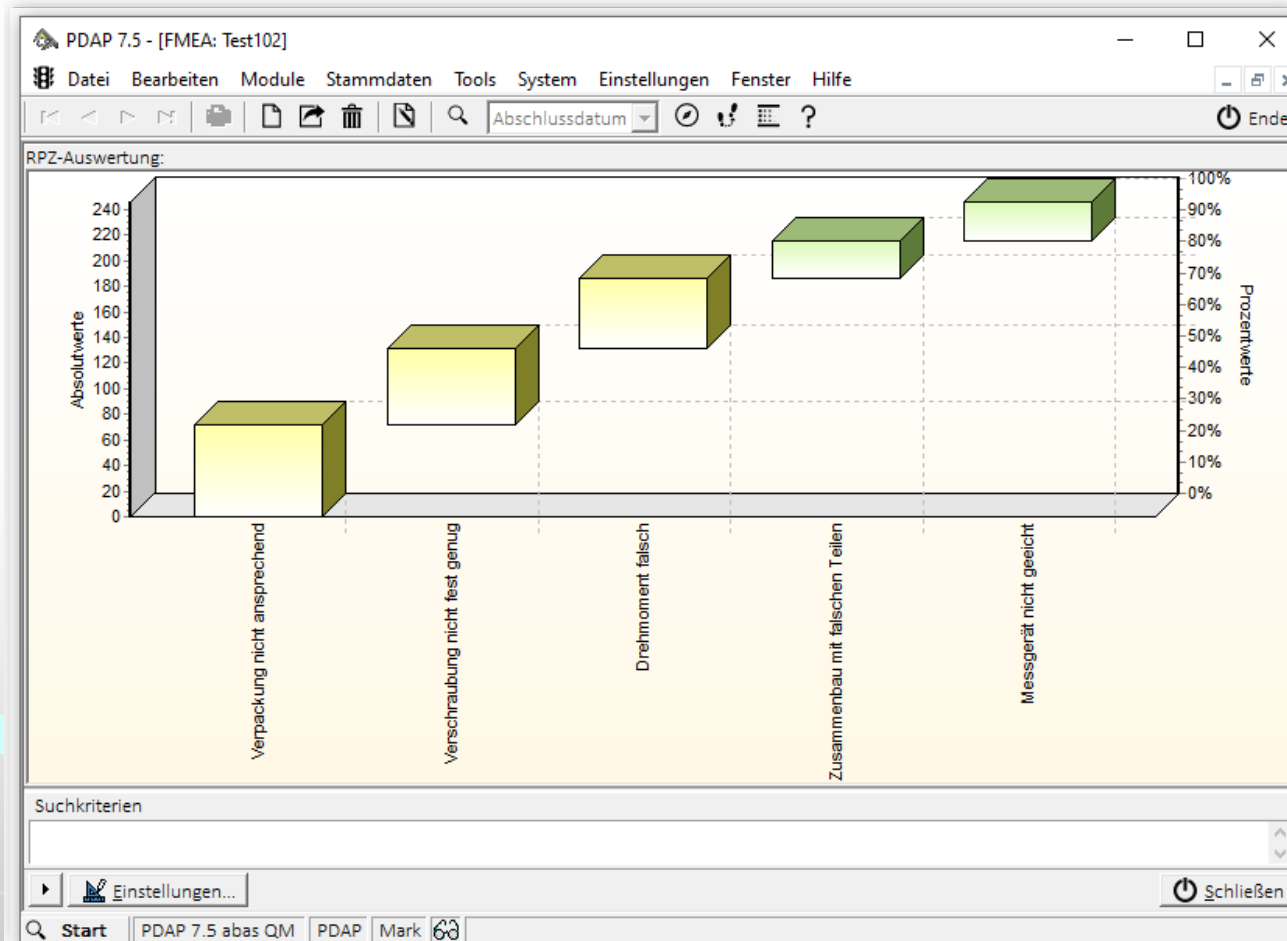 PDAP 7.5 - [FMEA: Test102]
Datei Bearbeiten Module Stammdaten Tools System Einstellungen Fenster Hilfe
Abschlussdatum ? Ende
RPZ-Auswertung:
Absolutwerte
240
220
200
180
160
140
120
100
80
60
40
20
0
100%
90%
80%
70%
60%
50%
40%
30%
20%
10%
0%
Prozentwerte
Verpackung nicht ansprechend
Verschraubung nicht fest genug
Drehmoment falsch
Zusammenbau mit falschen Teilen
Messgerät nicht geeicht
Suchkriterien
Einstellungen... Schließen
Start PDAP 7.5 abas QM PDAP Mark